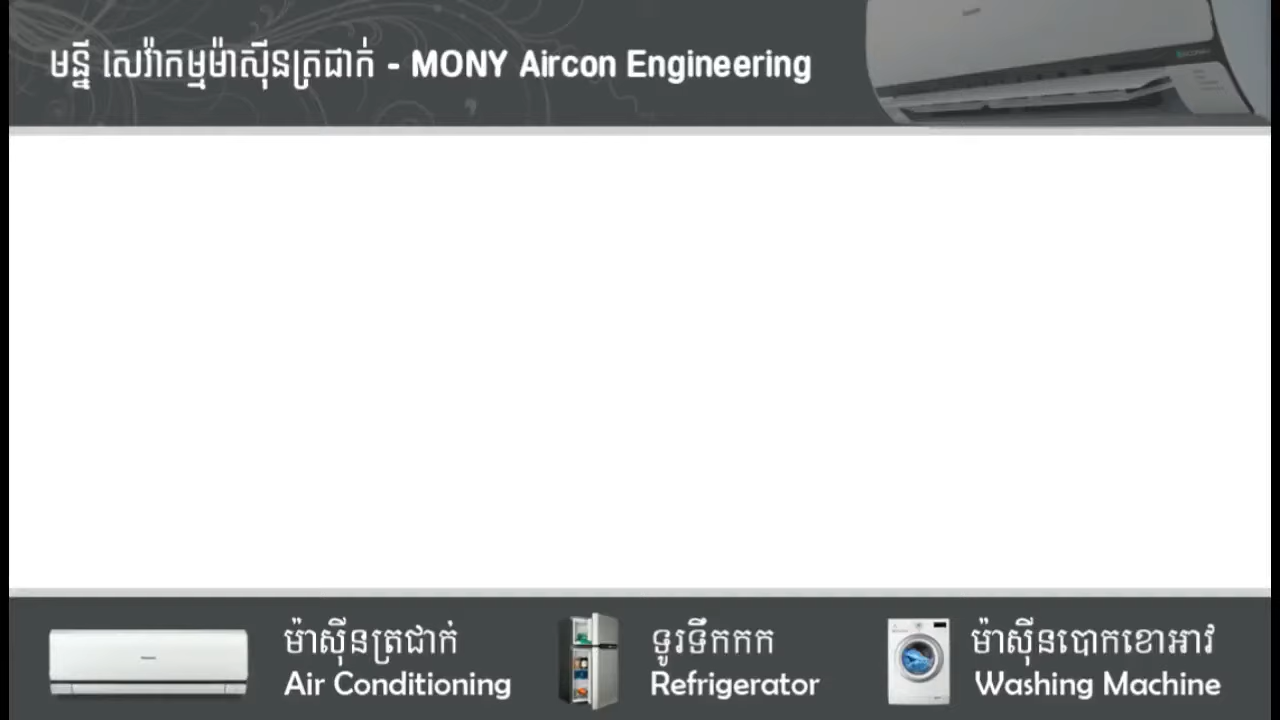 មន្នី សេវ៉ាកម្មម៉ាស៊ីនត្រជាក់ - MONY Aircon Engineering
ម៉ាស៊ីនត្រជាក់
Air Conditioning
ទូរទឹកកក
Refrigerator
ម៉ាស៊ីនបោកខោអាវ
Washing Machine